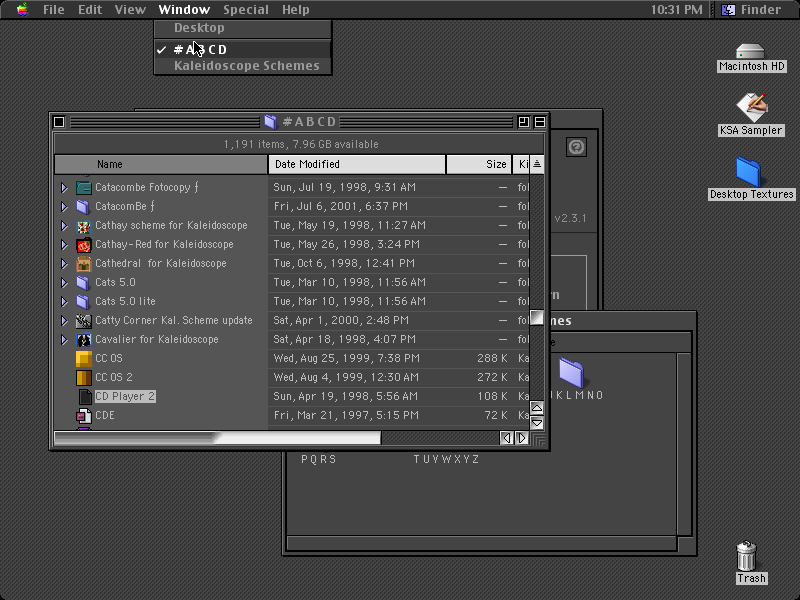 File Edit View Window Special Help 10:31 PM Finder
Desktop
✓ #ABCD
Kaleidoscope Schemes
Macintosh HD
KSA Sampler
Desktop Textures
Trash
#ABCD
1,191 items, 7.96 GB available
Name Date Modified Size Ki
Catacombe Fotocopy ƒ Sun, Jul 19, 1998, 9:31 AM — fol
CatacomBe ƒ Fri, Jul 6, 2001, 6:37 PM — fol
Cathay scheme for Kaleidoscope Tue, May 19, 1998, 11:27 AM — fol
Cathay-Red for Kaleidoscope Tue, May 26, 1998, 3:24 PM — fol
Cathedral for Kaleidoscope Tue, Oct 6, 1998, 12:41 PM — fol
Cats 5.0 Tue, Mar 10, 1998, 11:56 AM — fol
Cats 5.0 lite Tue, Mar 10, 1998, 11:56 AM — fol
Catty Corner Kal. Scheme update Sat, Apr 1, 2000, 2:48 PM — fol
Cavalier for Kaleidoscope Sat, Apr 18, 1998, 4:07 PM — fol
CC OS Wed, Aug 25, 1999, 7:38 PM 288 K Ka
CC OS 2 Wed, Aug 4, 1999, 12:30 AM 272 K Ka
CD Player 2 Sun, Apr 19, 1998, 5:56 AM 108 K Ka
CDE Fri, Mar 21, 1997, 5:15 PM 72 K Ka
v2.3.1
n
mes
e
JKLMNO
PQRS TUVWXYZ